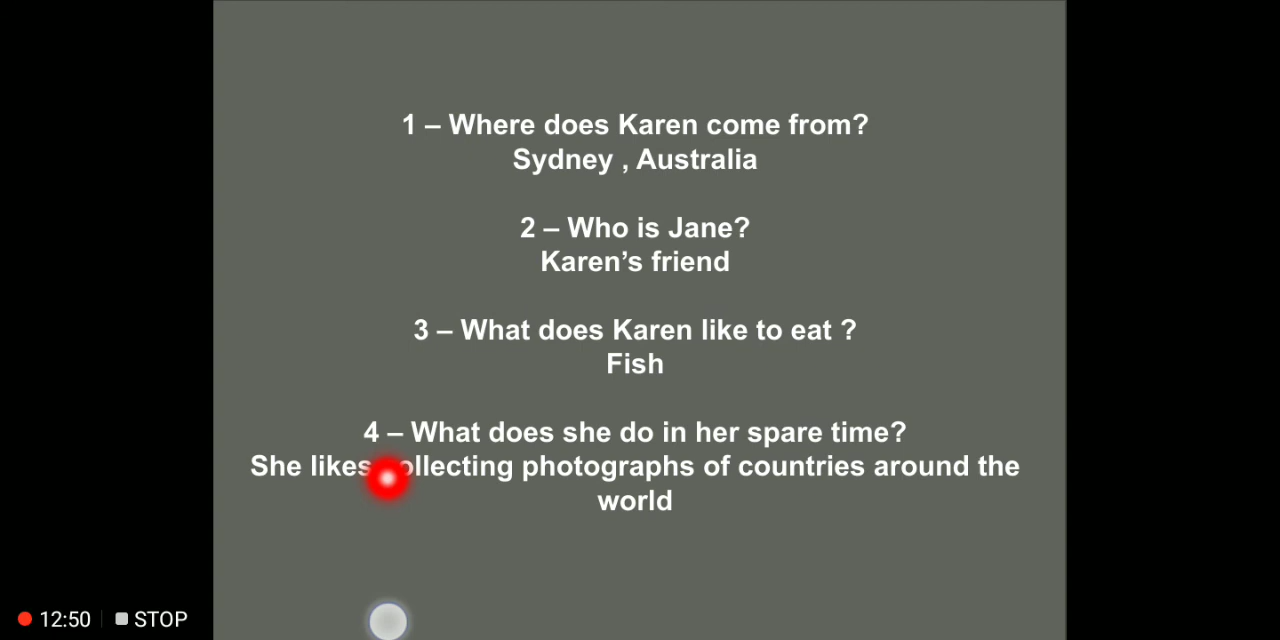 1 – Where does Karen come from?
Sydney , Australia
2 – Who is Jane?
Karen’s friend
3 – What does Karen like to eat ?
Fish
4 – What does she do in her spare time?
She likes collecting photographs of countries around the
world
12:50 STOP